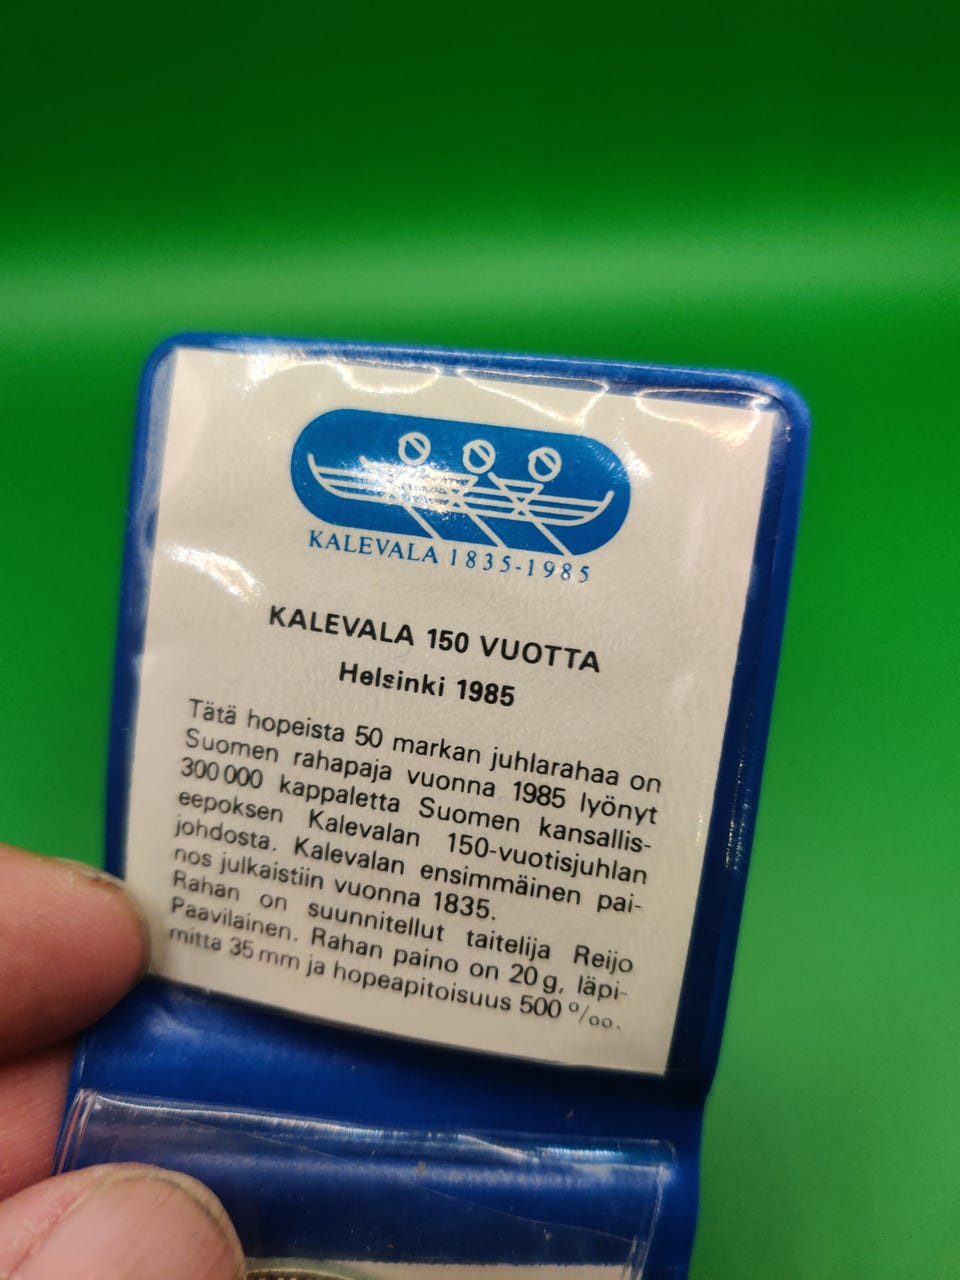 KALEVALA 1835-1985
KALEVALA 150 VUOTTA
Helsinki 1985
Tätä hopeista 50 markan juhlarahaa on
Suomen rahapaja vuonna 1985 lyönyt
300 000 kappaletta Suomen kansallis-
eepoksen Kalevalan 150-vuotisjuhlan
johdosta. Kalevalan ensimmäinen pai-
nos julkaistiin vuonna 1835.
Rahan on suunnitellut taitelija Reijo
Paavilainen. Rahan paino on 20 g, läpi-
mitta 35 mm ja hopeapitoisuus 500 º/oo.